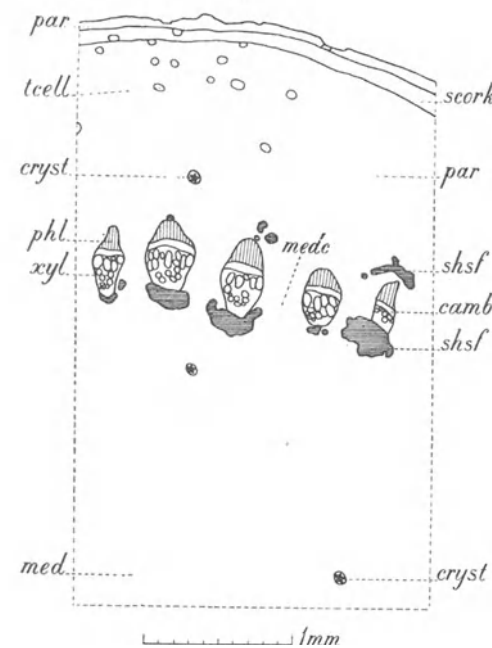 par
tcell
scork
cryst
par
phl
medc
shsf
xyl
camb
shsf
med
cryst
1mm